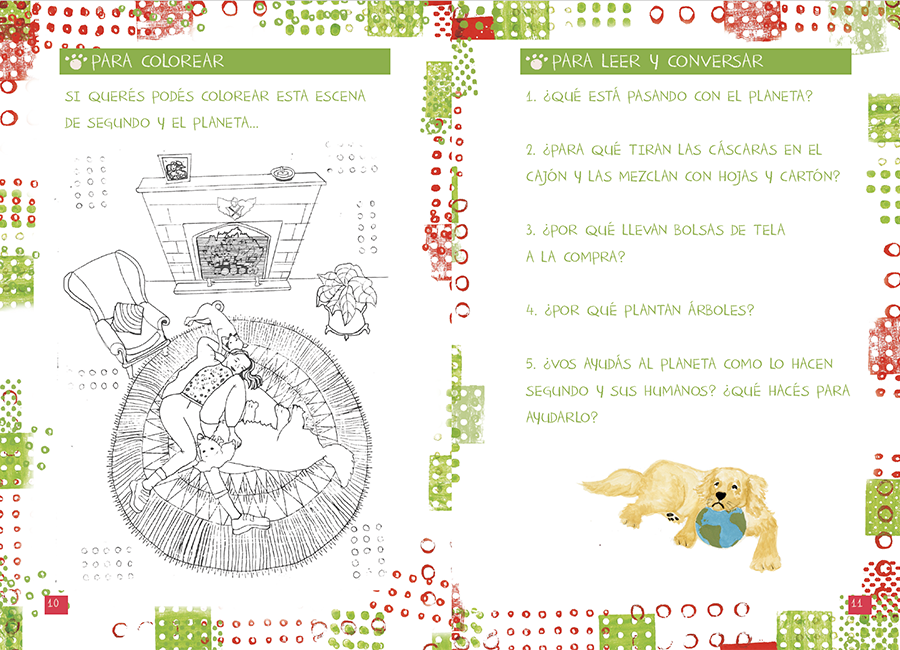 PARA COLOREAR
SI QUERÉS PODÉS COLOREAR ESTA ESCENA
DE SEGUNDO Y EL PLANETA...
10
PARA LEER Y CONVERSAR
1. ¿QUÉ ESTÁ PASANDO CON EL PLANETA?
2. ¿PARA QUÉ TIRAN LAS CÁSCARAS EN EL
CAJÓN Y LAS MEZCLAN CON HOJAS Y CARTÓN?
3. ¿POR QUÉ LLEVAN BOLSAS DE TELA
A LA COMPRA?
4. ¿POR QUÉ PLANTAN ÁRBOLES?
5. ¿VOS AYUDÁS AL PLANETA COMO LO HACEN
SEGUNDO Y SUS HUMANOS? ¿QUÉ HACÉS PARA
AYUDARLO?
11